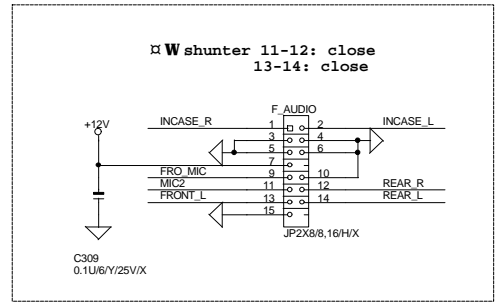 ¤W shunter 11-12: close
13-14: close
F_AUDIO
+12V
INCASE_R 1 2 INCASE_L
3 4
5 6
7
FRO_MIC 9 10
MIC2 11 12 REAR_R
FRONT_L 13 14 REAR_L
15
JP2X8/8,16/H/X
C309
0.1U/6/Y/25V/X